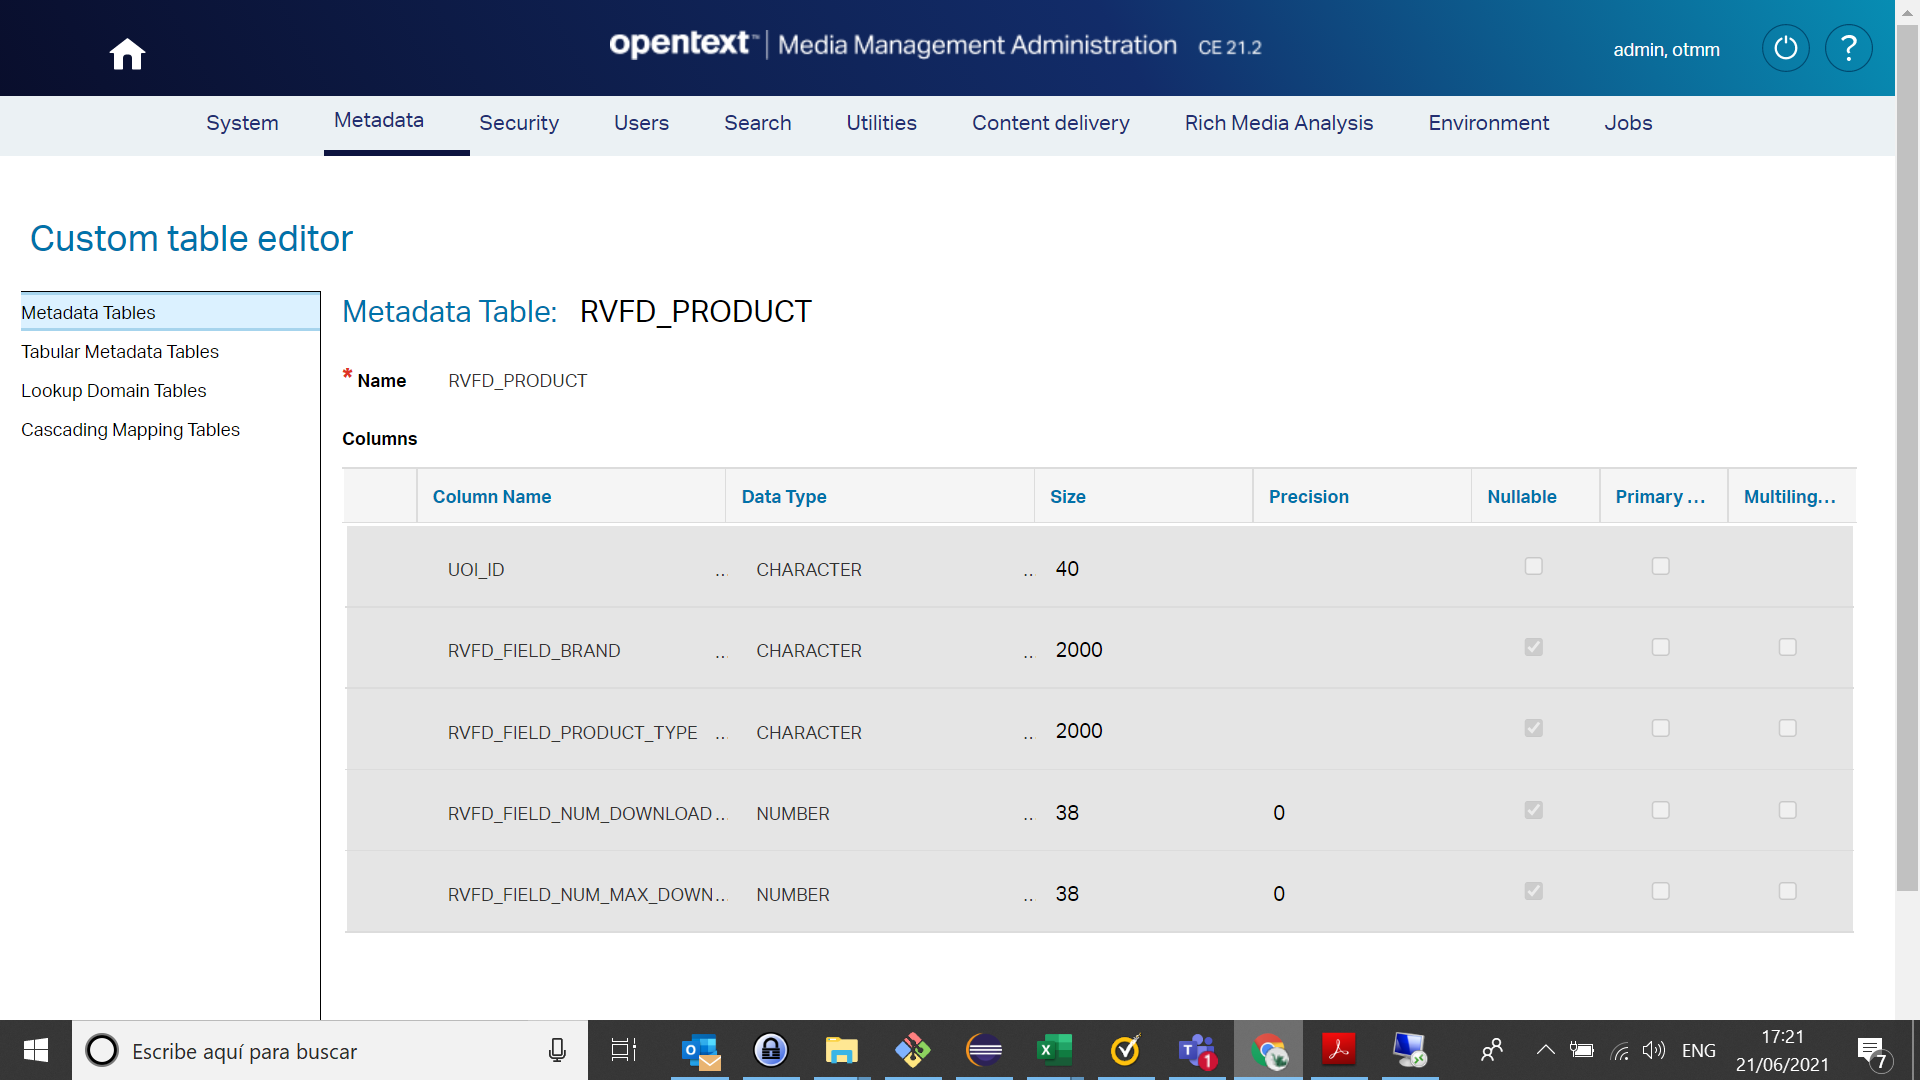 opentext™ | Media Management Administration CE 21.2
admin, otmm
?
System Metadata Security Users Search Utilities Content delivery Rich Media Analysis Environment Jobs
Custom table editor
Metadata Tables
Tabular Metadata Tables
Lookup Domain Tables
Cascading Mapping Tables
Metadata Table: RVFD_PRODUCT
* Name RVFD_PRODUCT
Columns
Column Name Data Type Size Precision Nullable Primary ... Multiling...
UOI_ID .. CHARACTER .. 40
RVFD_FIELD_BRAND .. CHARACTER .. 2000
RVFD_FIELD_PRODUCT_TYPE .. CHARACTER .. 2000
RVFD_FIELD_NUM_DOWNLOAD.. NUMBER .. 38 0
RVFD_FIELD_NUM_MAX_DOWN.. NUMBER .. 38 0
Escribe aquí para buscar
ENG
17:21
21/06/2021
1
7